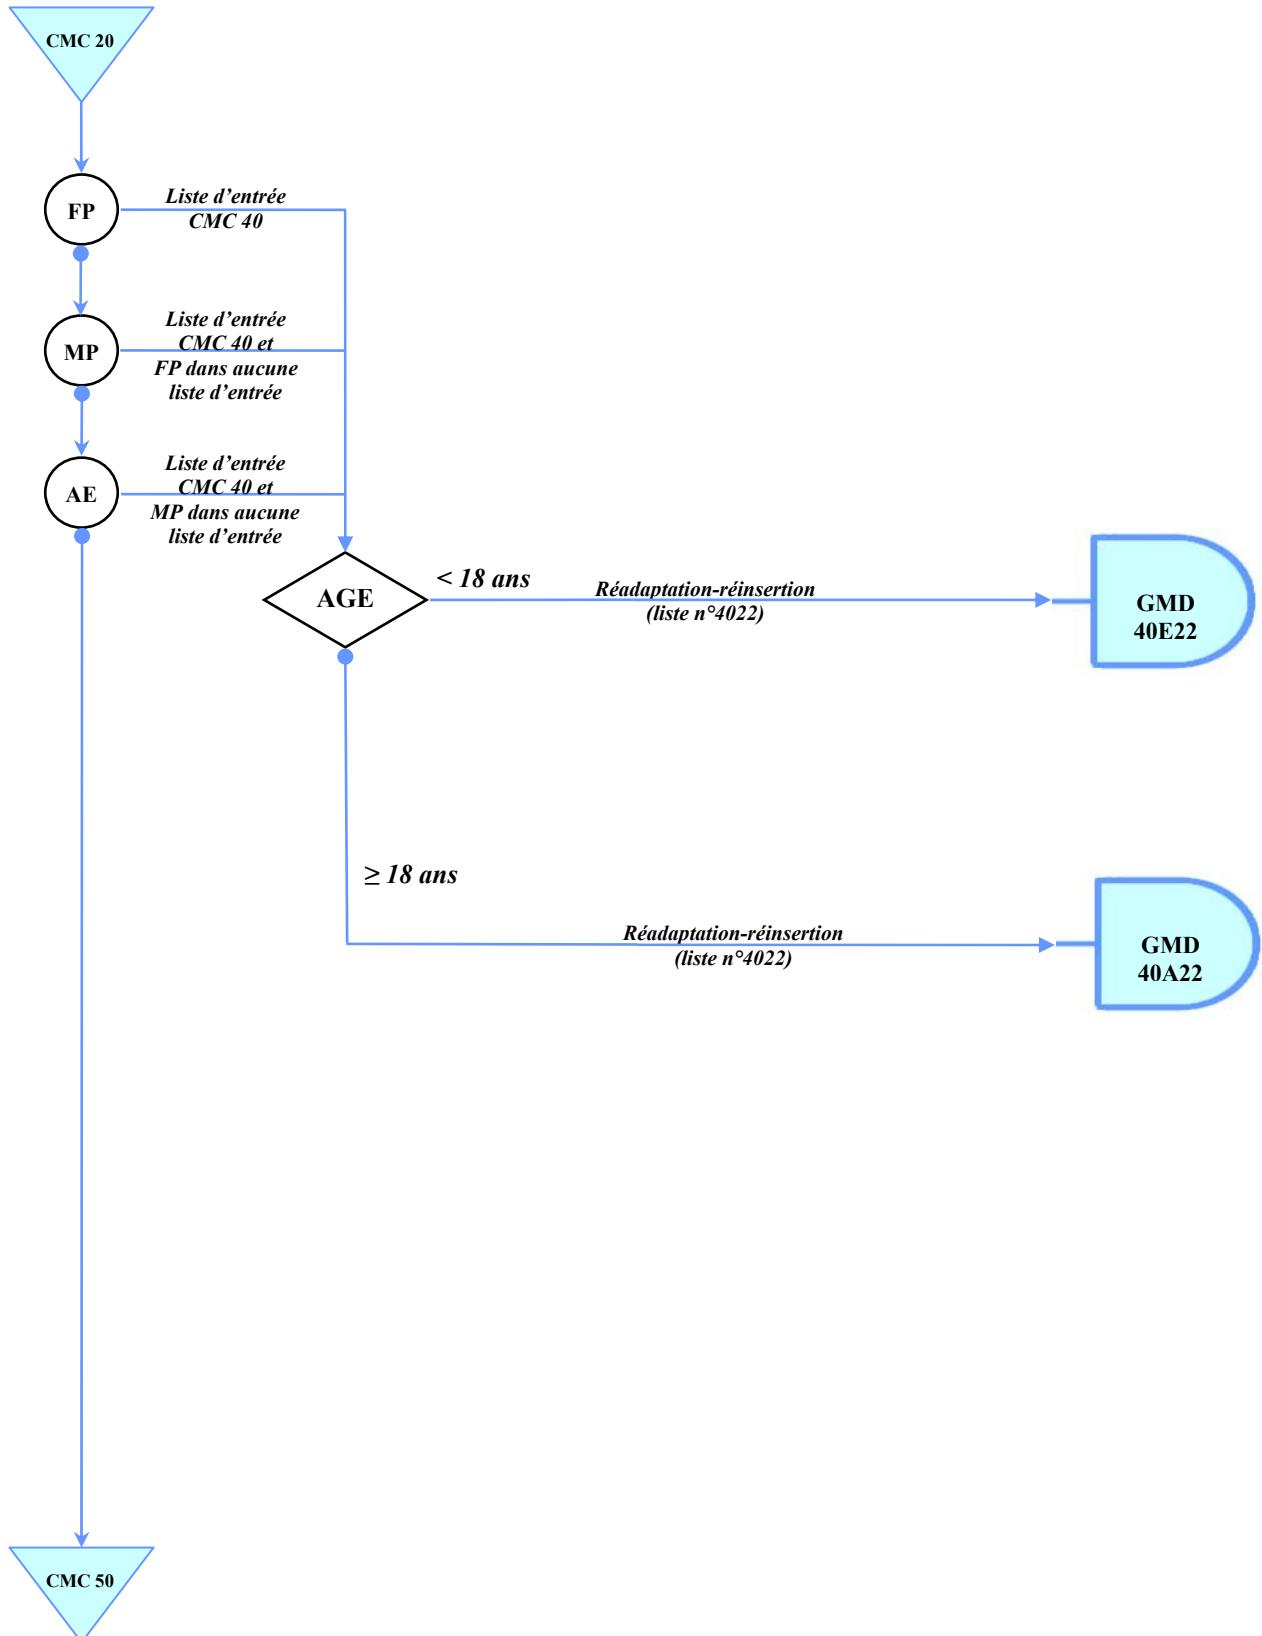 CMC 20
FP
Liste d'entrée
CMC 40
MP
Liste d'entrée
CMC 40 et
FP dans aucune
liste d'entrée
AE
Liste d'entrée
CMC 40 et
MP dans aucune
liste d'entrée
AGE
< 18 ans
Réadaptation-réinsertion
(liste n°4022)
GMD
40E22
≥ 18 ans
Réadaptation-réinsertion
(liste n°4022)
GMD
40A22
CMC 50